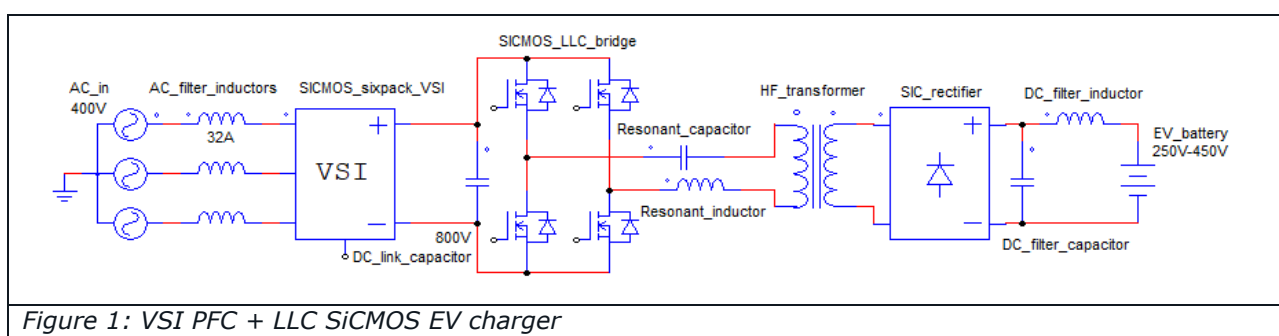 SICMOS_LLC_bridge
AC_in
400V
AC_filter_inductors
SICMOS_sixpack_VSI
HF_transformer
SIC_rectifier
DC_filter_inductor
32A
VSI
Resonant_capacitor
EV_battery
250V-450V
Resonant_inductor
800V
DC_link_capacitor
DC_filter_capacitor
Figure 1: VSI PFC + LLC SiCMOS EV charger